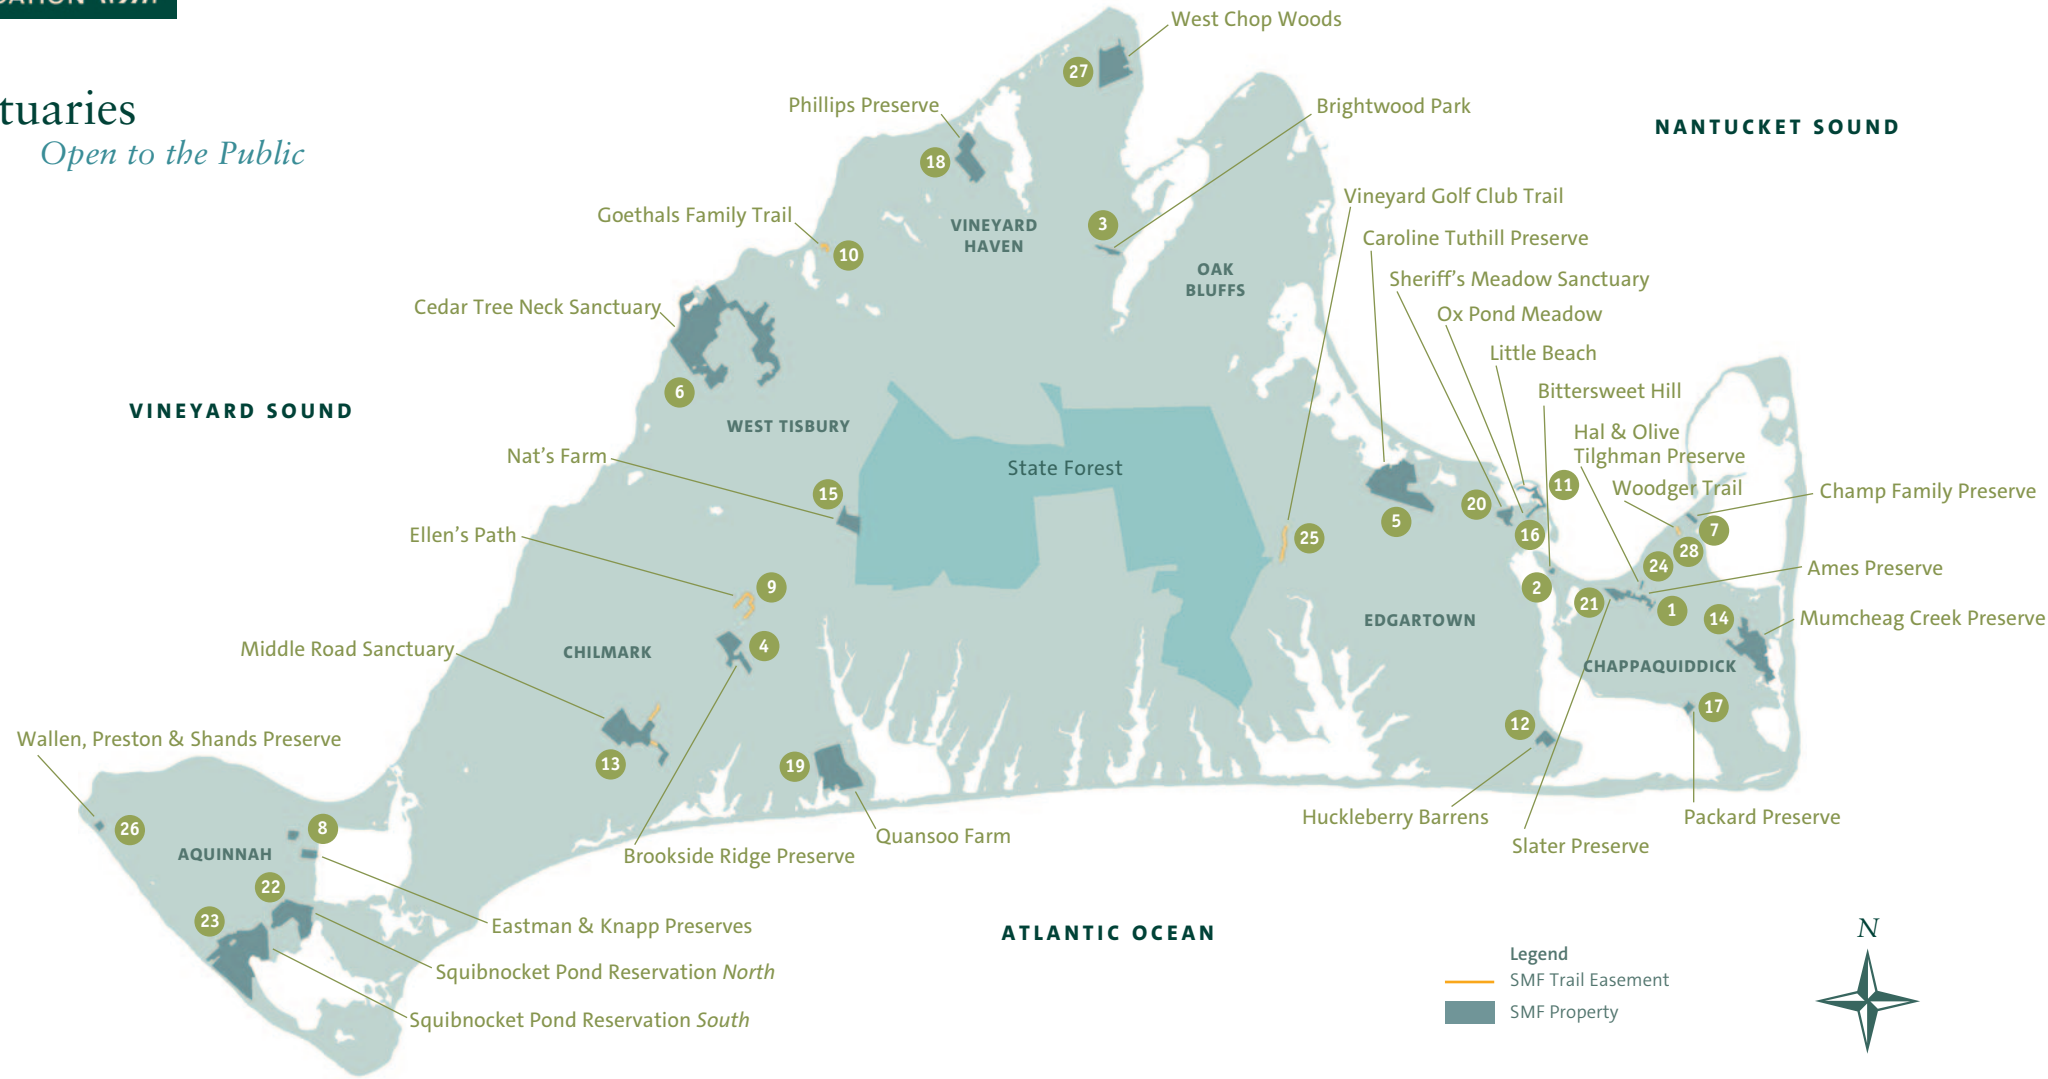 tuaries
Open to the Public
West Chop Woods
27
Phillips Preserve
Brightwood Park
NANTUCKET SOUND
18
Vineyard Golf Club Trail
Goethals Family Trail
3
VINEYARD
HAVEN
Caroline Tuthill Preserve
10
OAK
BLUFFS
Sheriff's Meadow Sanctuary
Cedar Tree Neck Sanctuary
Ox Pond Meadow
Little Beach
6
Bittersweet Hill
VINEYARD SOUND
WEST TISBURY
Hal & Olive
Tilghman Preserve
Nat's Farm
State Forest
Woodger Trail
Champ Family Preserve
15
11
20
5
16
7
Ellen's Path
25
28
24
Ames Preserve
9
2
21
1
14
Mumcheag Creek Preserve
EDGARTOWN
Middle Road Sanctuary
CHILMARK
4
CHAPPAQUIDDICK
17
12
Wallen, Preston & Shands Preserve
13
19
26
8
Huckleberry Barrens
Packard Preserve
Quansoo Farm
Slater Preserve
AQUINNAH
Brookside Ridge Preserve
22
23
Eastman & Knapp Preserves
ATLANTIC OCEAN
N
Squibnocket Pond Reservation North
Squibnocket Pond Reservation South
Legend
SMF Trail Easement
SMF Property